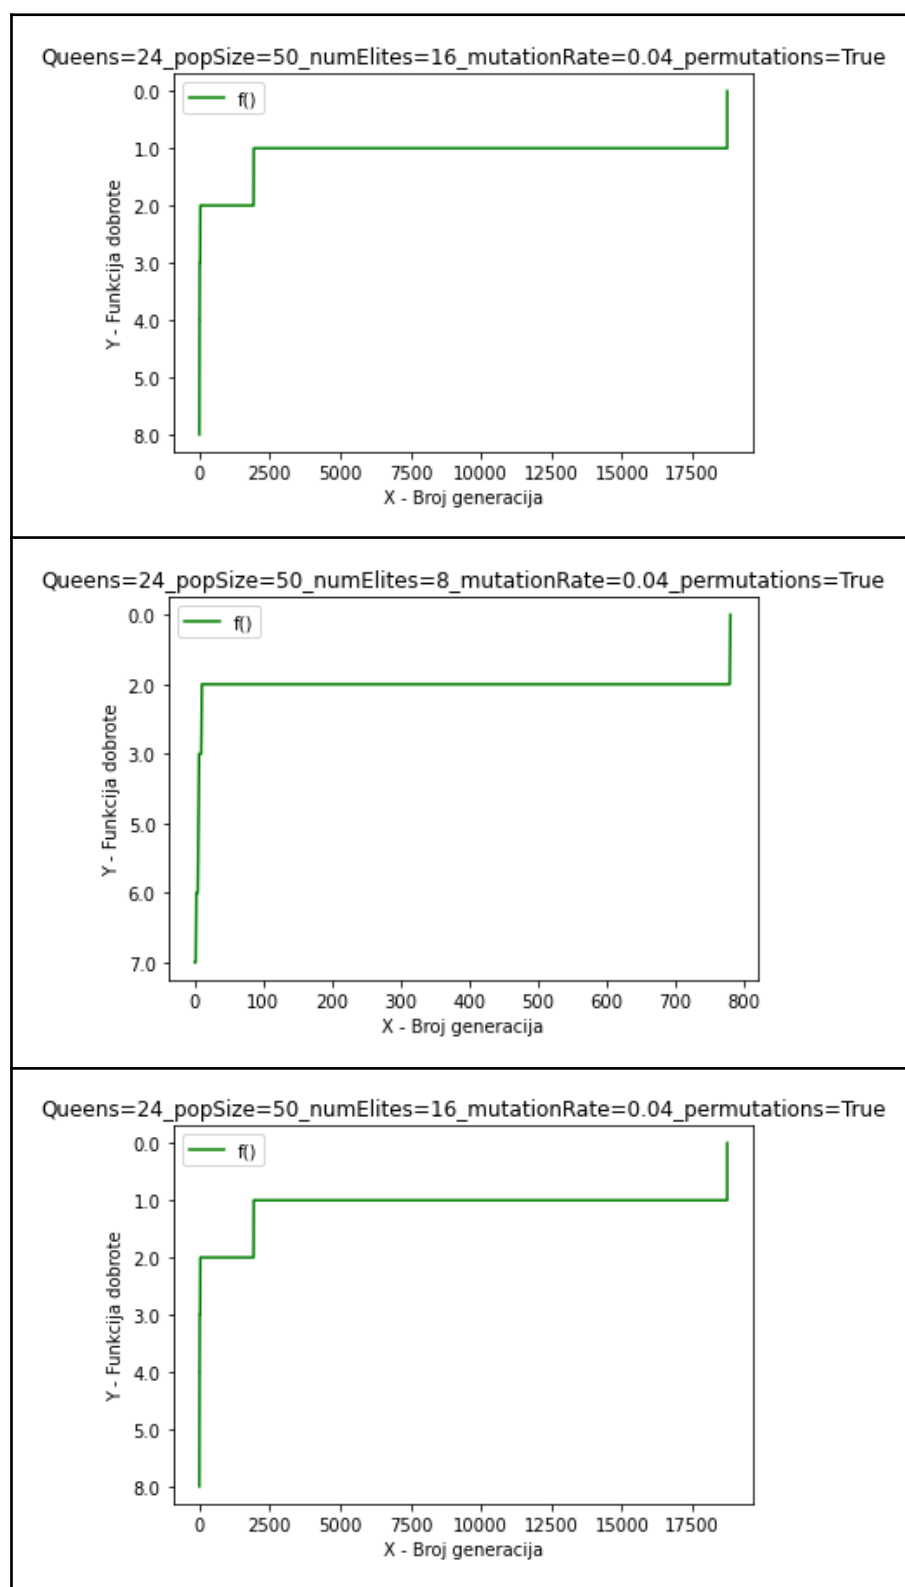 Queens=24_popSize=50_numElites=16_mutationRate=0.04_permutations=True
0.0
f()
1.0
2.0
3.0
4.0
5.0
8.0
Y - Funkcija dobrote
0 2500 5000 7500 10000 12500 15000 17500
X - Broj generacija
Queens=24_popSize=50_numElites=8_mutationRate=0.04_permutations=True
0.0
f()
2.0
3.0
5.0
6.0
7.0
Y - Funkcija dobrote
0 100 200 300 400 500 600 700 800
X - Broj generacija
Queens=24_popSize=50_numElites=16_mutationRate=0.04_permutations=True
0.0
f()
1.0
2.0
3.0
4.0
5.0
8.0
Y - Funkcija dobrote
0 2500 5000 7500 10000 12500 15000 17500
X - Broj generacija